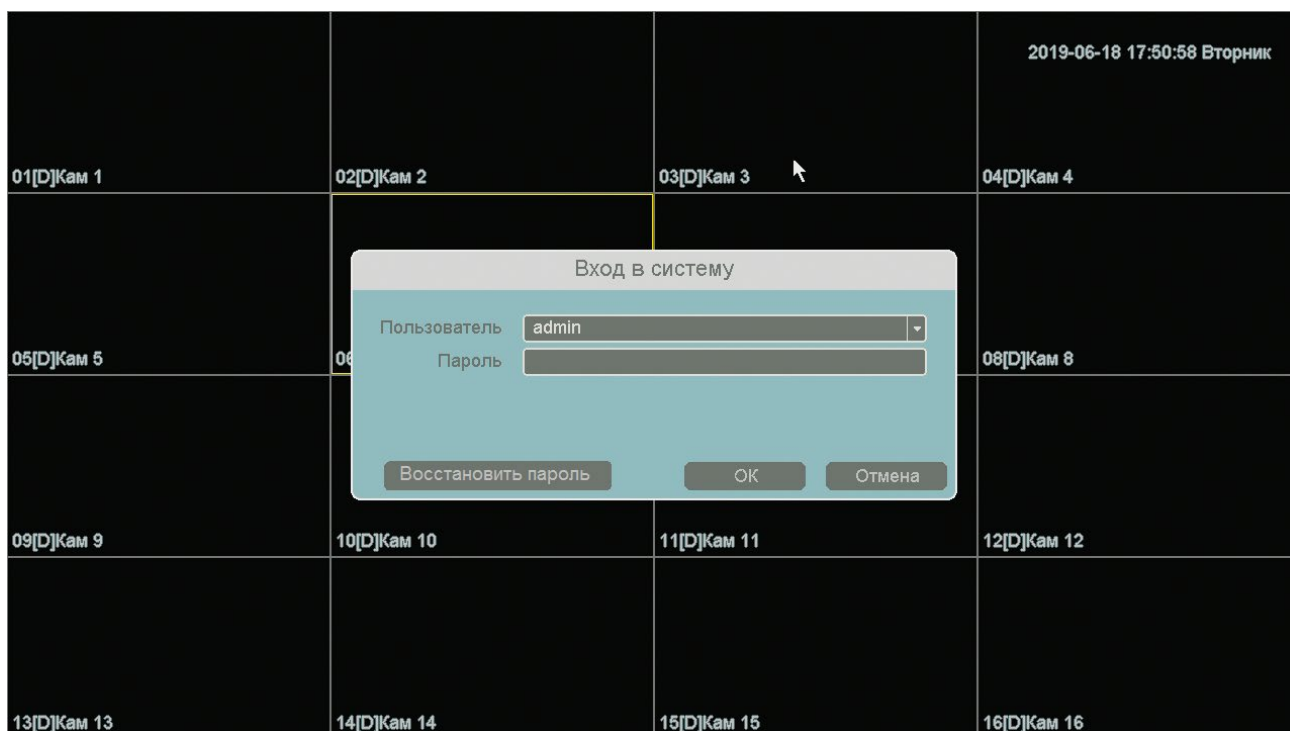 2019-06-18 17:50:58 Вторник
01[D]Кам 1
02[D]Кам 2
03[D]Кам 3
04[D]Кам 4
Вход в систему
Пользователь admin
Пароль
05[D]Кам 5
06
08[D]Кам 8
Восстановить пароль
OK
Отмена
09[D]Кам 9
10[D]Кам 10
11[D]Кам 11
12[D]Кам 12
13[D]Кам 13
14[D]Кам 14
15[D]Кам 15
16[D]Кам 16